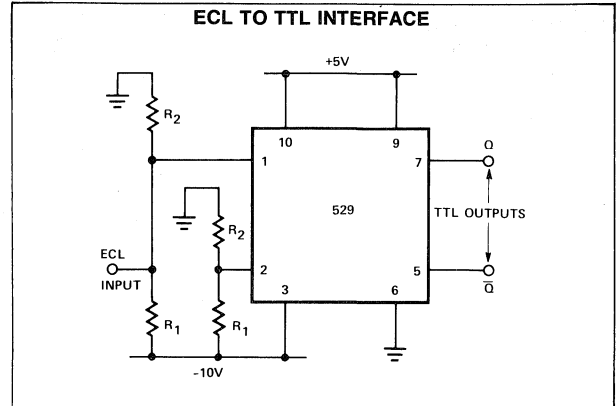 ECL TO TTL INTERFACE
+5V
R2
10
9
1
7
Q
529
TTL OUTPUTS
R2
ECL
INPUT
2
5
Q̅
3
6
R1
R1
-10V